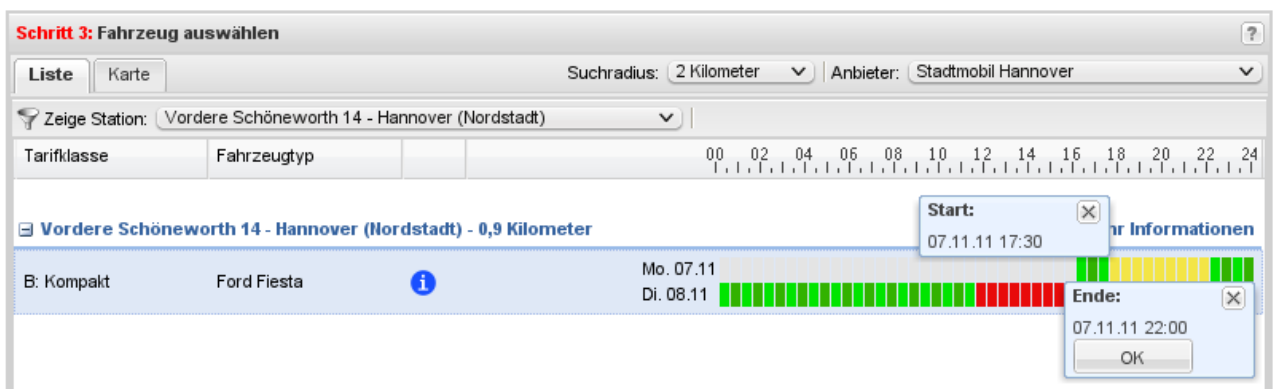 Schritt 3: Fahrzeug auswählen ?
Liste Karte Suchradius: 2 Kilometer Anbieter: Stadtmobil Hannover
Zeige Station: Vordere Schöneworth 14 - Hannover (Nordstadt)
Tarifklasse Fahrzeugtyp 00 02 04 06 08 10 12 14 16 18 20 22 24
Start:
Vordere Schöneworth 14 - Hannover (Nordstadt) - 0,9 Kilometer Informationen
07.11.11 17:30
Mo. 07.11
B: Kompakt Ford Fiesta i
Di. 08.11
Ende:
07.11.11 22:00
OK